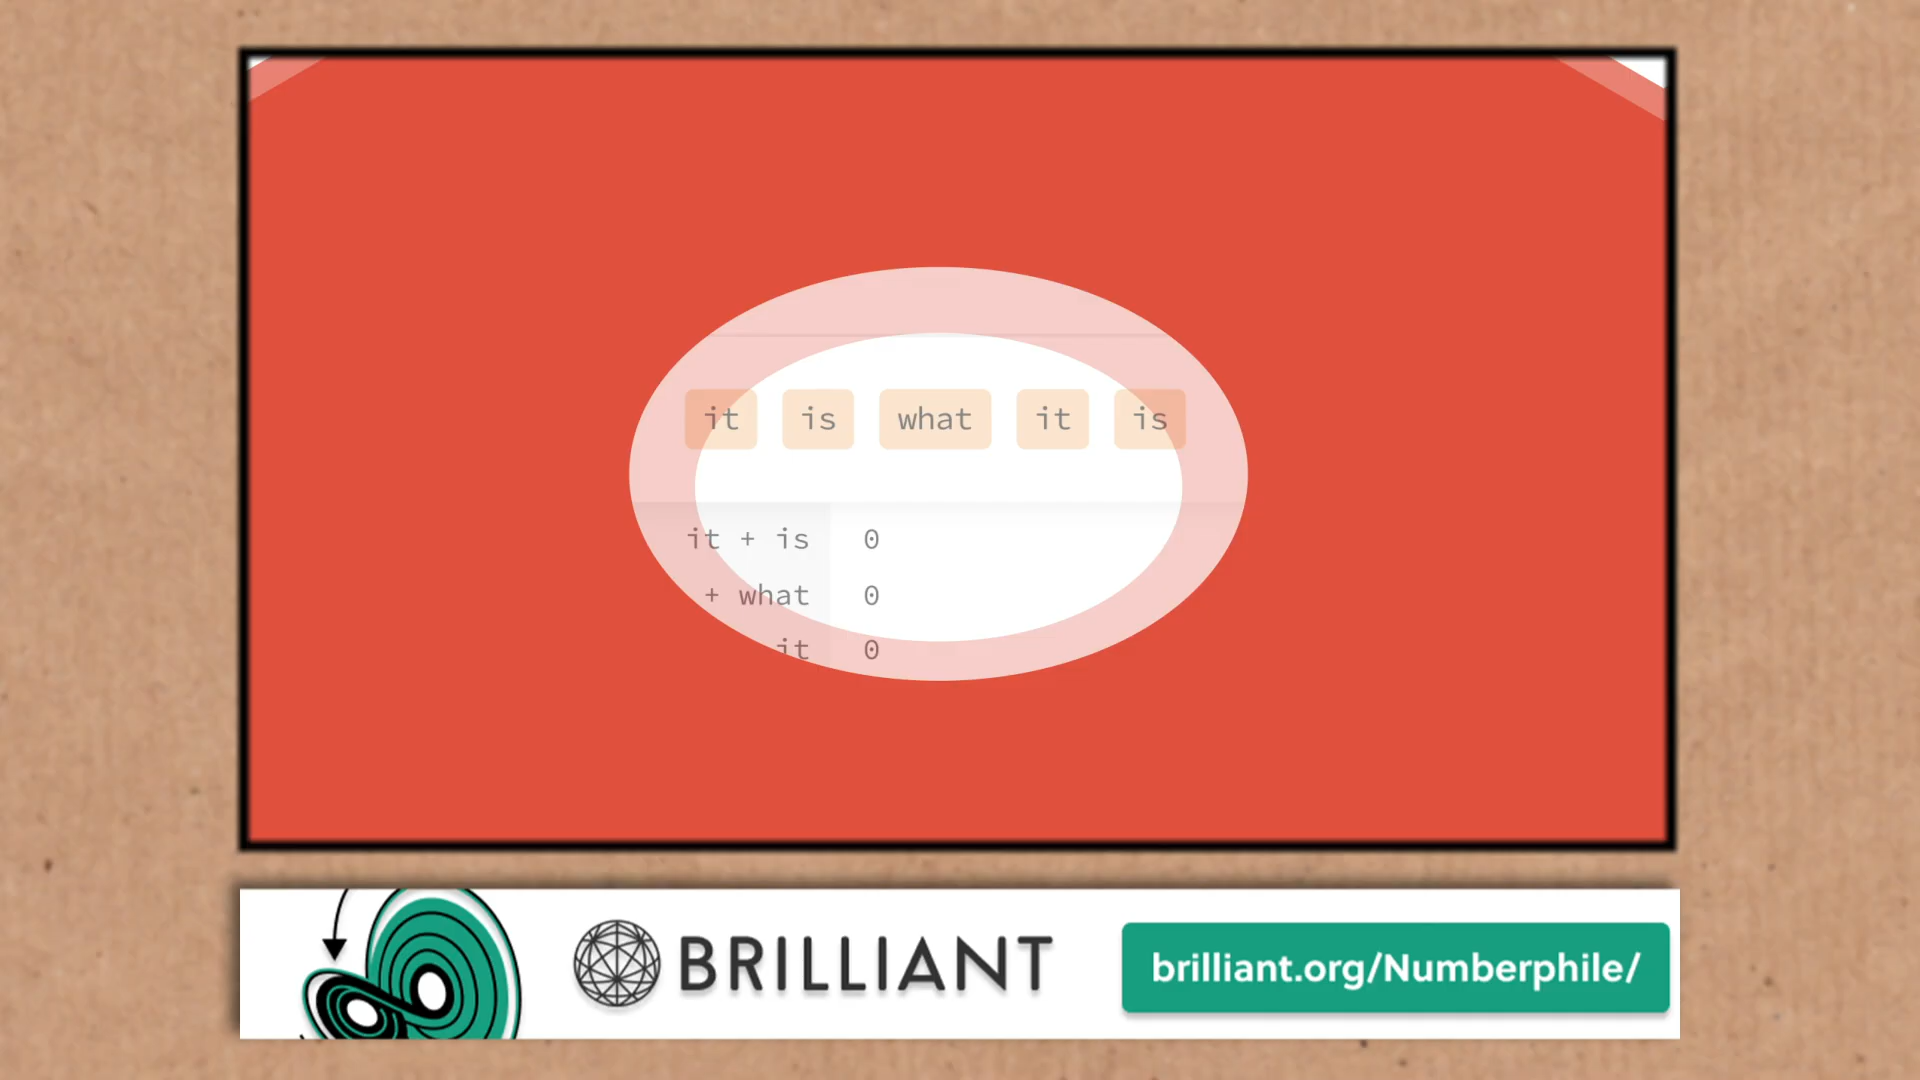 it is what it is
it + is 0
+ what 0
it 0
BRILLIANT
brilliant.org/Numberphile/